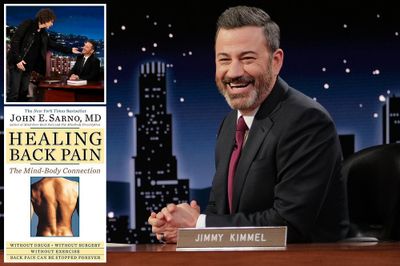 The New York Times Bestseller
JOHN E. SARNO, MD
HEALING
BACK PAIN
The Mind-Body Connection
WITHOUT DRUGS • WITHOUT SURGERY
WITHOUT EXERCISE
BACK PAIN CAN BE STOPPED FOREVER
JIMMY KIMMEL